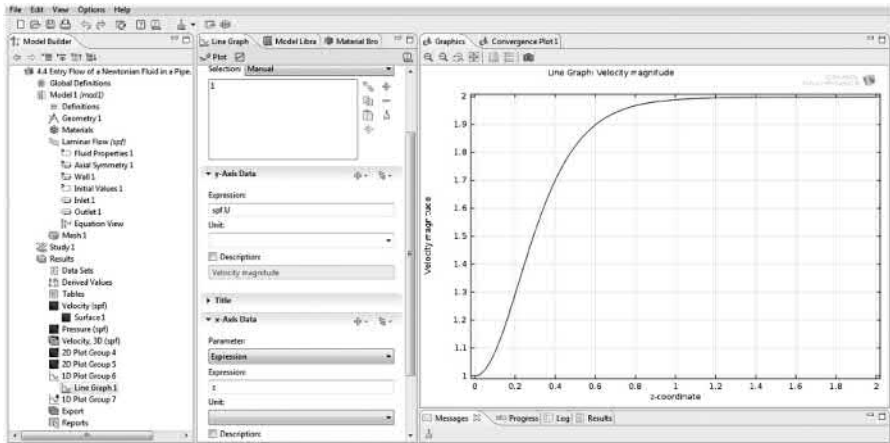 File Edit View Options Help
Model Builder
4.4 Entry Flow of a Newtonian Fluid in a Pipe.
Global Definitions
Model 1 (mod1)
Definitions
Geometry 1
Materials
Laminar Flow (spf)
Fluid Properties 1
Axial Symmetry 1
Wall 1
Initial Values 1
Inlet 1
Outlet 1
Equation View
Mesh 1
Study 1
Results
Data Sets
Derived Values
Tables
Velocity (spf)
Surface 1
Pressure (spf)
Velocity, 3D (spf)
2D Plot Group 4
2D Plot Group 5
1D Plot Group 6
Line Graph 1
1D Plot Group 7
Export
Reports
Line Graph
Model Libra
Material Bro
Plot
Selection: Manual
1
y-Axis Data
Expression:
spf.U
Unit:
Description:
Velocity magnitude
Title
x-Axis Data
Parameter:
Expression
Expression:
z
Unit:
Description:
Graphics
Convergence Plot 1
Line Graph: Velocity magnitude
Velocity magnitude
2
1.9
1.8
1.7
1.6
1.5
1.4
1.3
1.2
1.1
1
0 0.2 0.4 0.6 0.8 1 1.2 1.4 1.6 1.8 2
z-coordinate
Messages
Progress
Log
Results